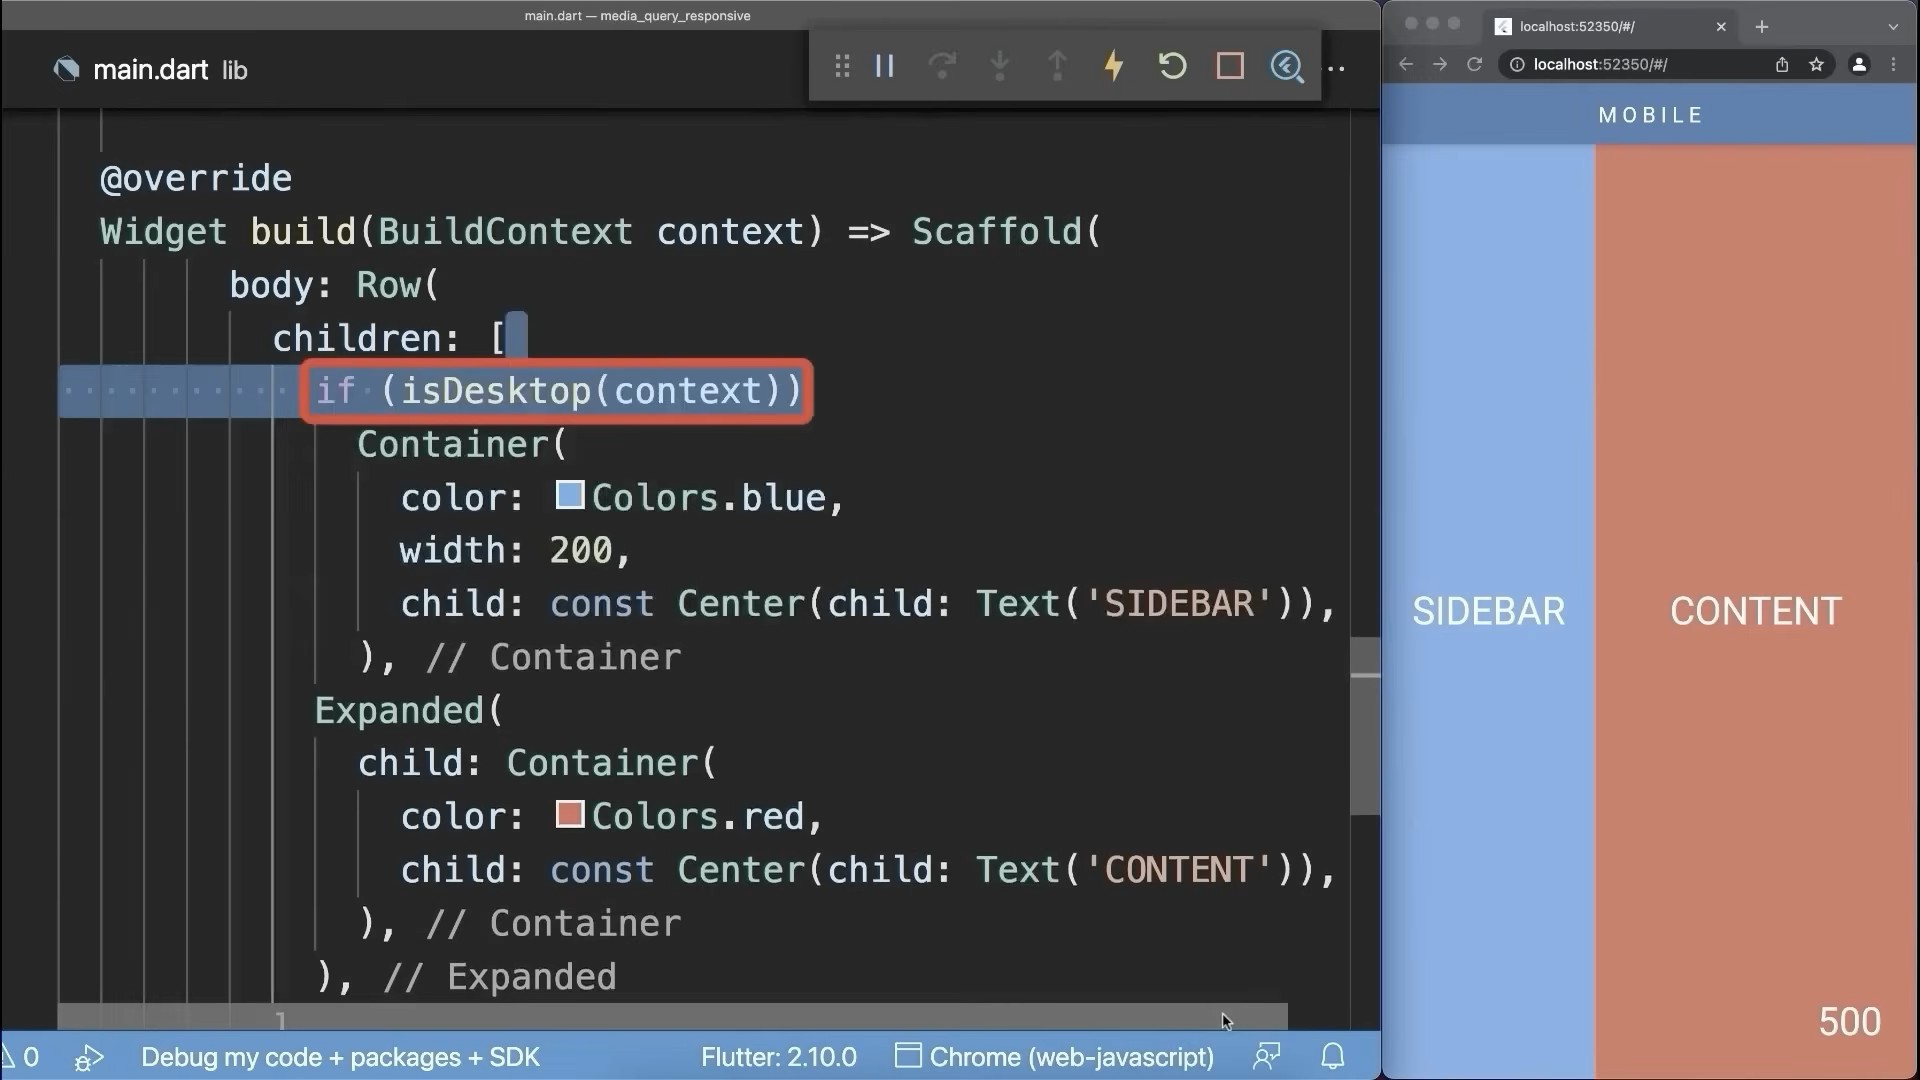 main.dart — media_query_responsive
main.dart lib
@override
Widget build(BuildContext context) => Scaffold(
body: Row(
children: [
if (isDesktop(context))
Container(
color: Colors.blue,
width: 200,
child: const Center(child: Text('SIDEBAR')),
), // Container
Expanded(
child: Container(
color: Colors.red,
child: const Center(child: Text('CONTENT')),
), // Container
), // Expanded
]
0
Debug my code + packages + SDK
Flutter: 2.10.0
Chrome (web-javascript)
localhost:52350/#/
localhost:52350/#/
MOBILE
SIDEBAR
CONTENT
500